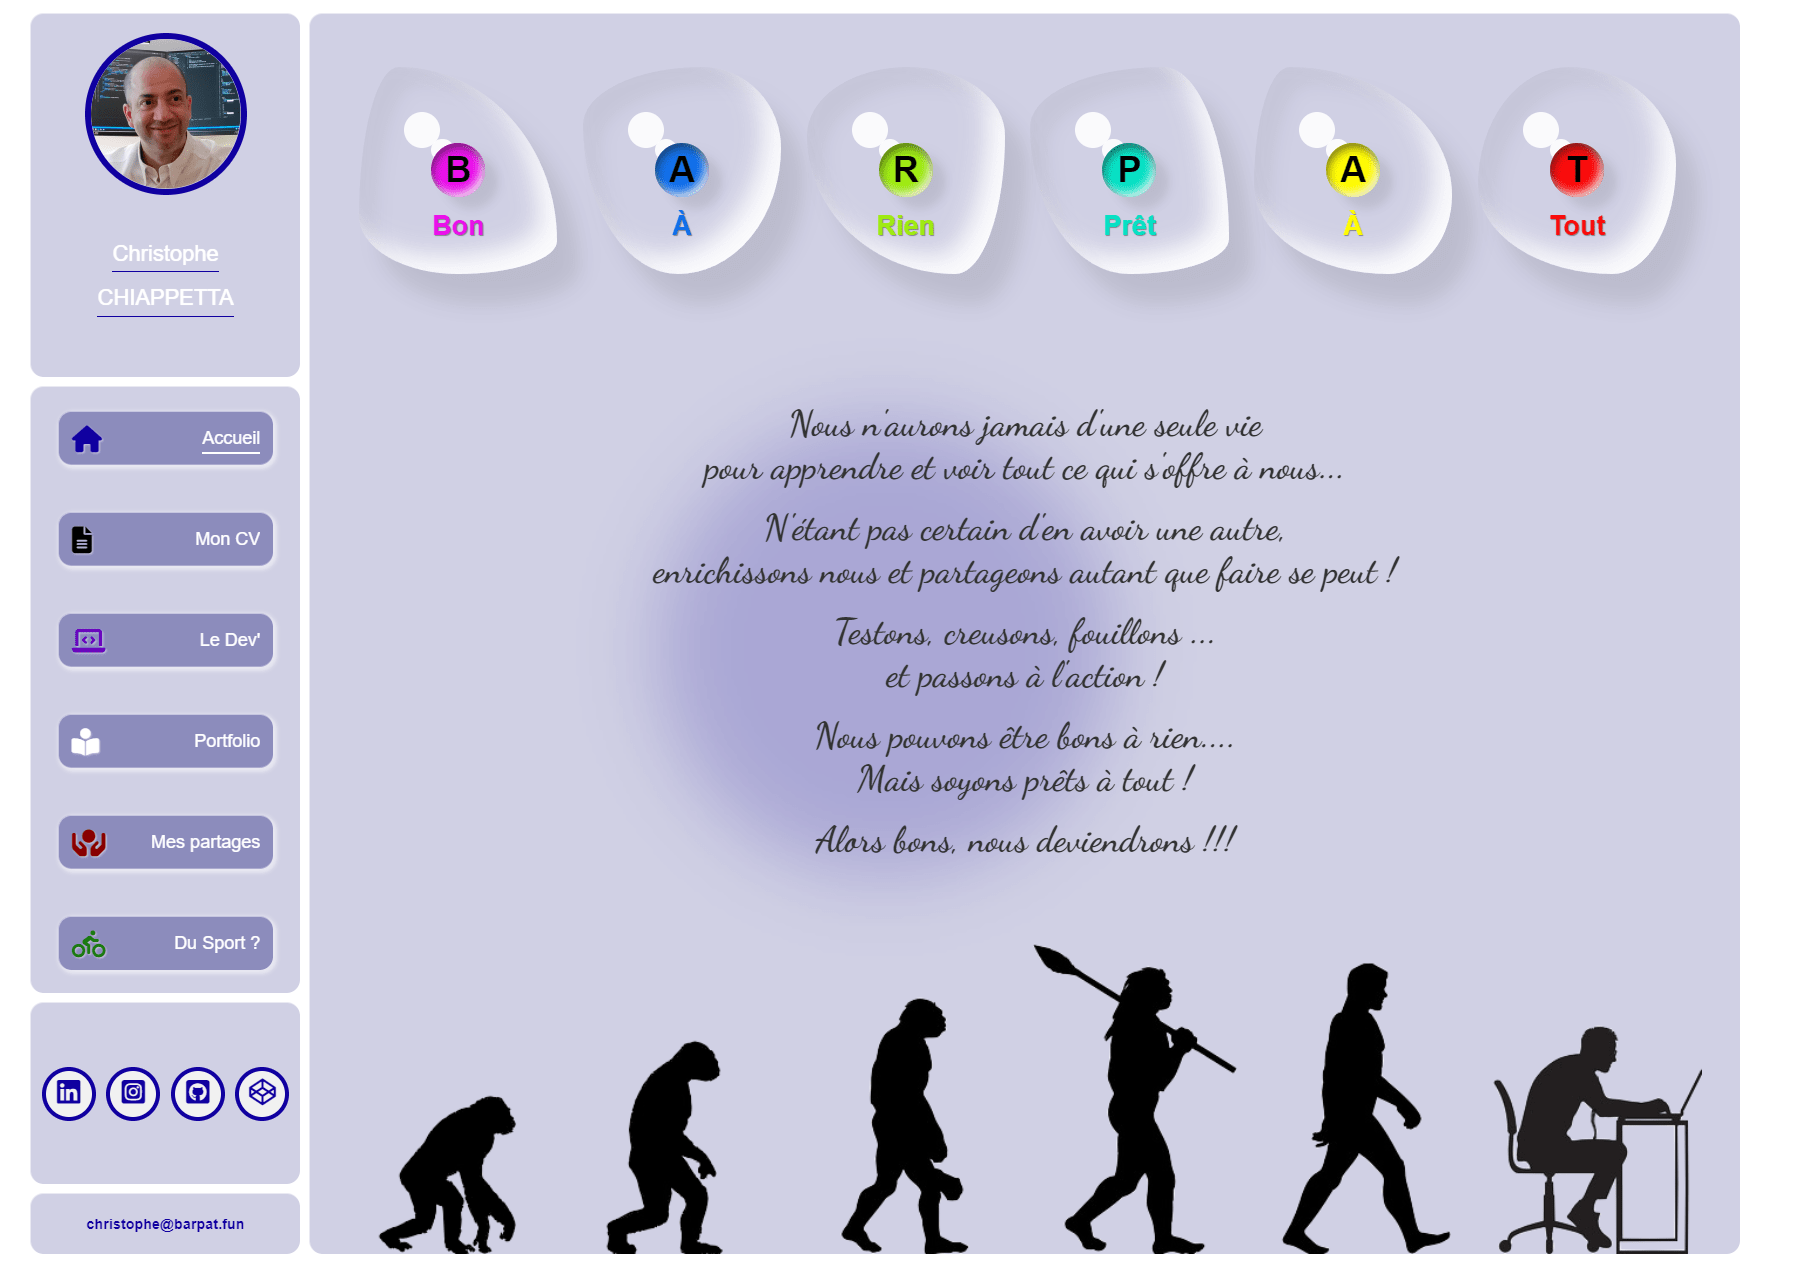 Christophe
CHIAPPETTA
Accueil
Mon CV
Le Dev'
Portfolio
Mes partages
Du Sport ?
christophe@barpat.fun
B A R P A T
Bon À Rien Prêt À Tout
Nous n'aurons jamais d'une seule vie
pour apprendre et voir tout ce qui s'offre à nous...
N'étant pas certain d'en avoir une autre,
enrichissons nous et partageons autant que faire se peut !
Testons, creusons, fouillons ...
et passons à l'action !
Nous pouvons être bons à rien....
Mais soyons prêts à tout !
Alors bons, nous deviendrons !!!